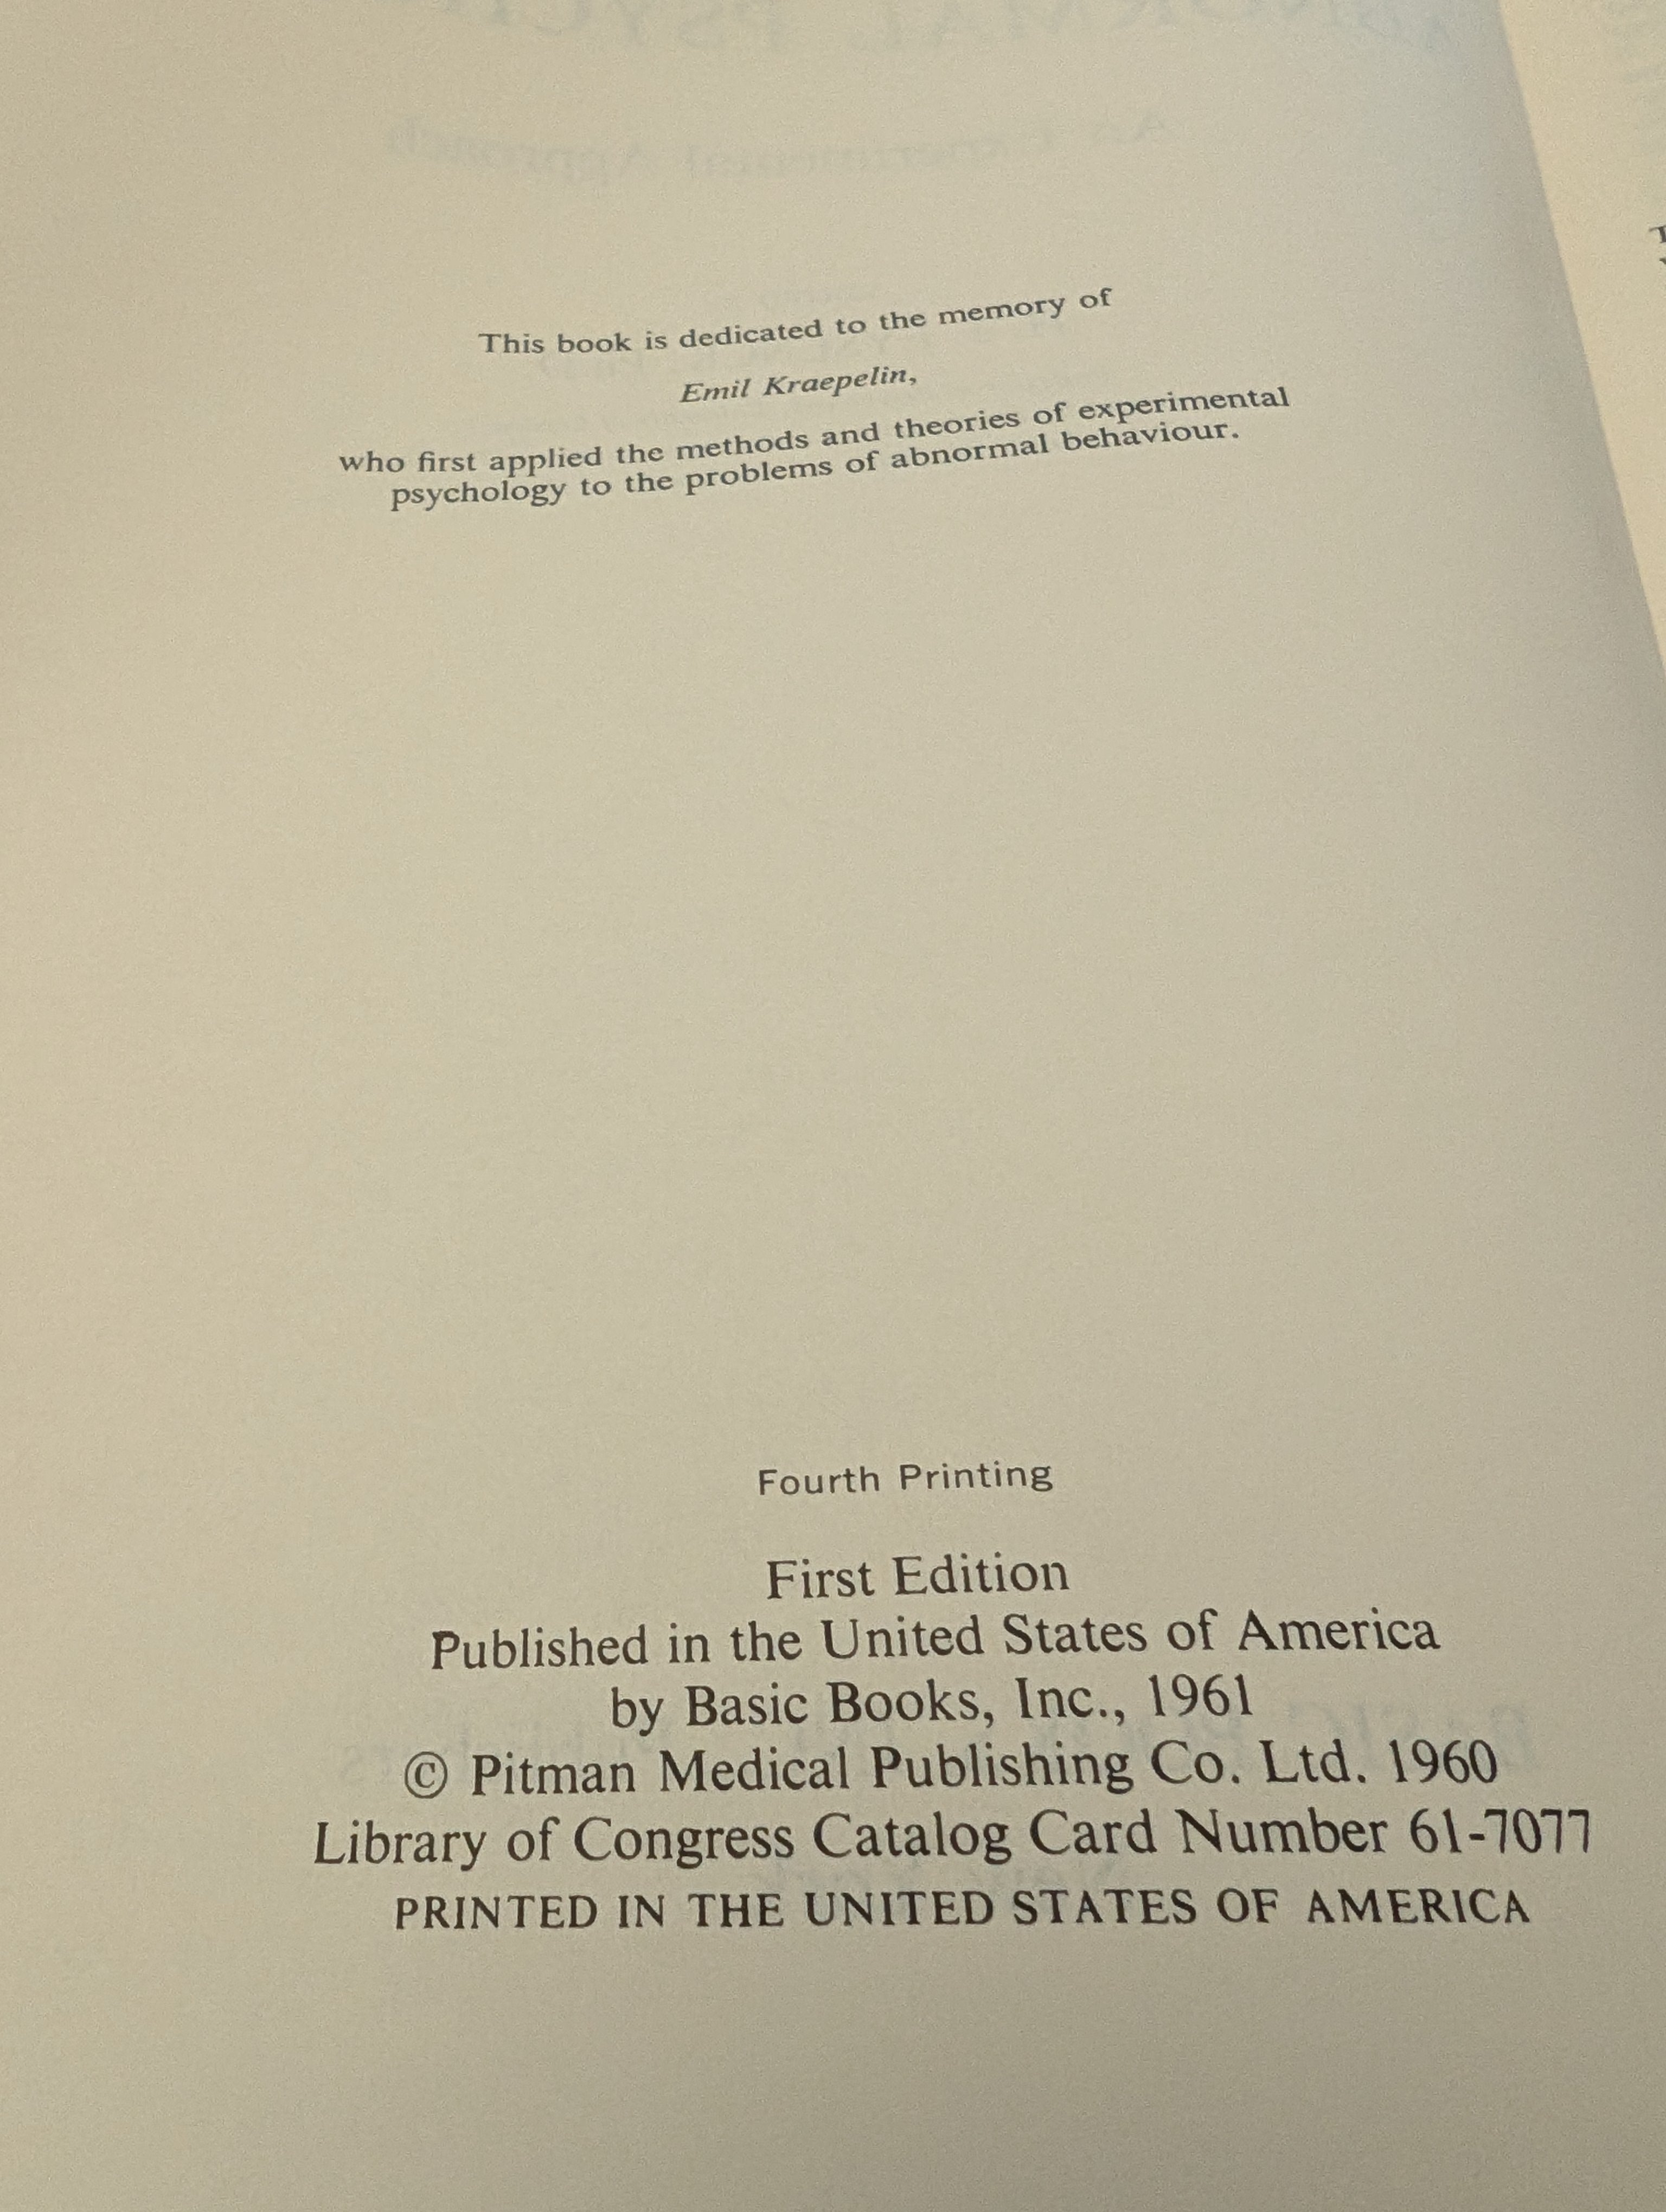 This book is dedicated to the memory of
Emil Kraepelin,
who first applied the methods and theories of experimental
psychology to the problems of abnormal behaviour.
Fourth Printing
First Edition
Published in the United States of America
by Basic Books, Inc., 1961
© Pitman Medical Publishing Co. Ltd. 1960
Library of Congress Catalog Card Number 61-7077
PRINTED IN THE UNITED STATES OF AMERICA